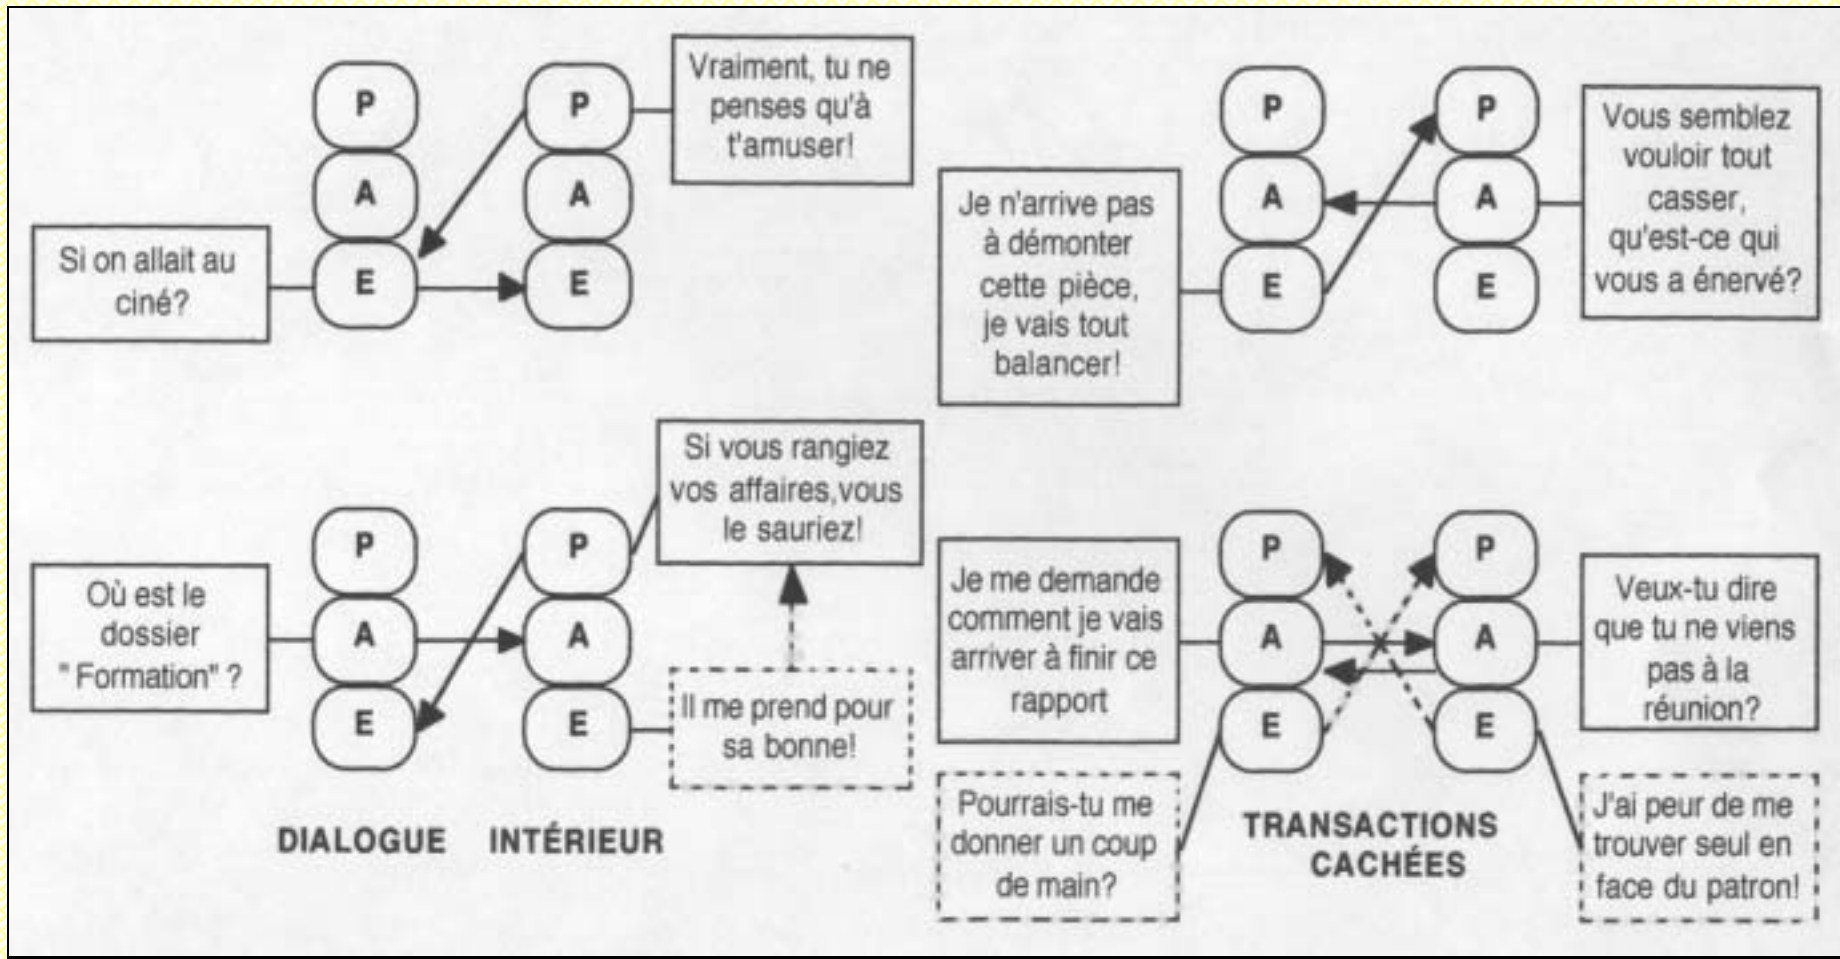 Si on allait au
ciné?
P
A
E
P
A
E
Vraiment, tu ne
penses qu'à
t'amuser!
Je n'arrive pas
à démonter
cette pièce,
je vais tout
balancer!
P
A
E
P
A
E
Vous semblez
vouloir tout
casser,
qu'est-ce qui
vous a énervé?
Où est le
dossier
" Formation" ?
P
A
E
P
A
E
Si vous rangiez
vos affaires,vous
le sauriez!
Il me prend pour
sa bonne!
DIALOGUE INTÉRIEUR
Je me demande
comment je vais
arriver à finir ce
rapport
Pourrais-tu me
donner un coup
de main?
P
A
E
P
A
E
Veux-tu dire
que tu ne viens
pas à la
réunion?
J'ai peur de me
trouver seul en
face du patron!
TRANSACTIONS
CACHÉES